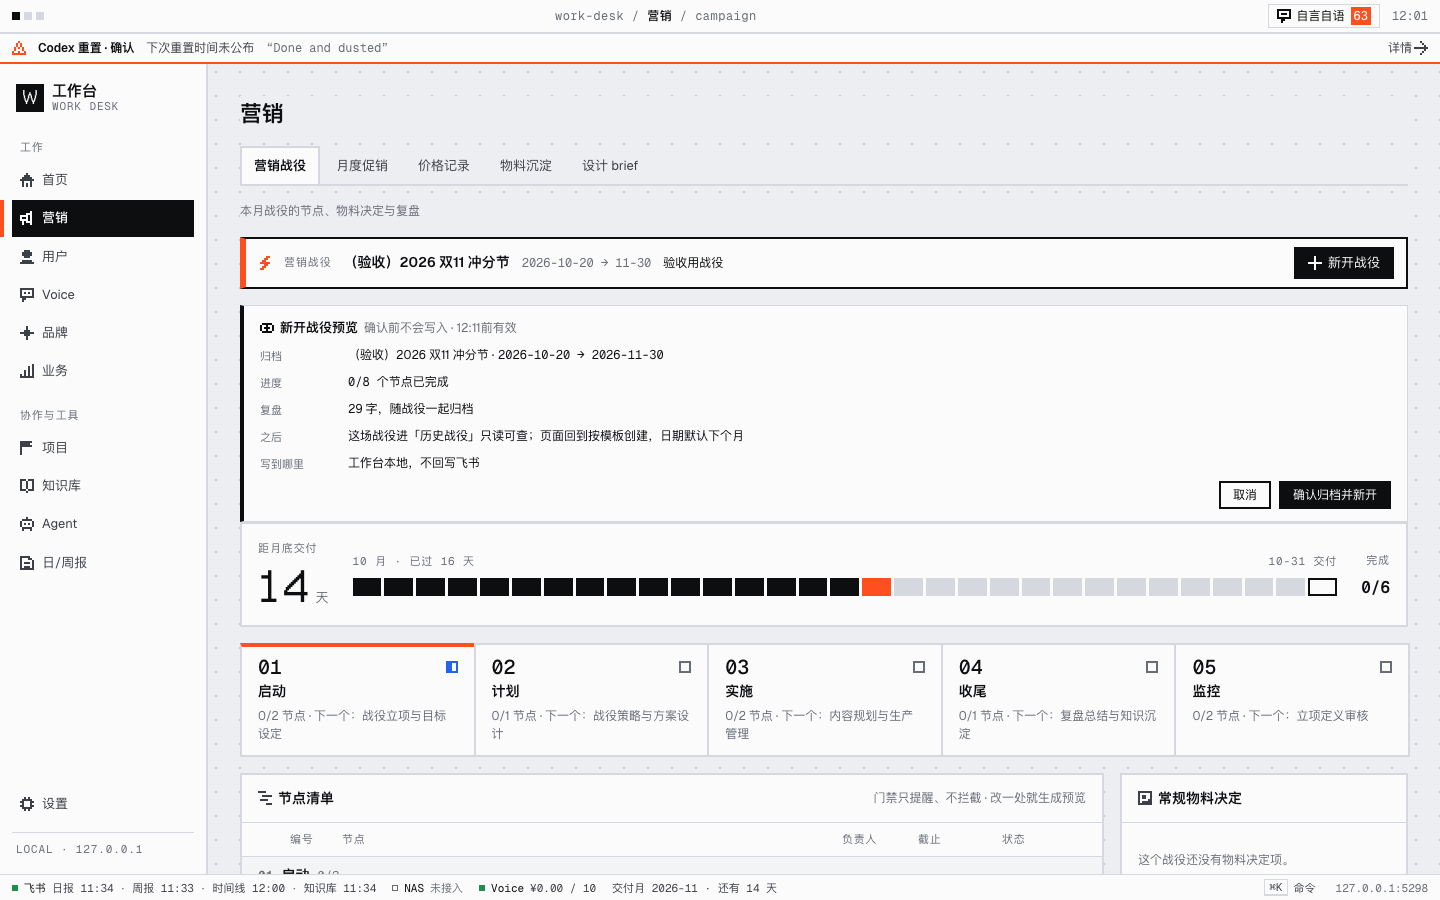 work-desk / 营销 / campaign
自言自语 63 12:01
Codex 重置·确认 下次重置时间未公布 “Done and dusted” 详情
W 工作台
WORK DESK
工作
首页
营销
用户
Voice
品牌
业务
协作与工具
项目
知识库
Agent
日/周报
设置
LOCAL · 127.0.0.1
营销
营销战役 月度促销 价格记录 物料沉淀 设计 brief
本月战役的节点、物料决定与复盘
营销战役 （验收）2026 双11 冲分节 2026-10-20 → 11-30 验收用战役 新开战役
新开战役预览 确认前不会写入 · 12:11前有效
归档 （验收）2026 双11 冲分节 · 2026-10-20 → 2026-11-30
进度 0/8 个节点已完成
复盘 29 字，随战役一起归档
之后 这场战役进「历史战役」只读可查；页面回到按模板创建，日期默认下个月
写到哪里 工作台本地，不回写飞书
取消 确认归档并新开
距月底交付
14 天
10 月 · 已过 16 天 10-31 交付
完成
0/6
01
启动
0/2 节点 · 下一个：战役立项与目标
设定
02
计划
0/1 节点 · 下一个：战役策略与方案设
计
03
实施
0/2 节点 · 下一个：内容规划与生产
管理
04
收尾
0/1 节点 · 下一个：复盘总结与知识沉
淀
05
监控
0/2 节点 · 下一个：立项定义审核
节点清单 门禁只提醒、不拦截 · 改一处就生成预览
编号 节点 负责人 截止 状态
01 启动 0/2
常规物料决定
这个战役还没有物料决定项。
飞书 日报 11:34 · 周报 11:33 · 时间线 12:00 · 知识库 11:34 NAS 未接入 Voice ¥0.00 / 10 交付月 2026-11 · 还有 14 天 ⌘K 命令 127.0.0.1:5298